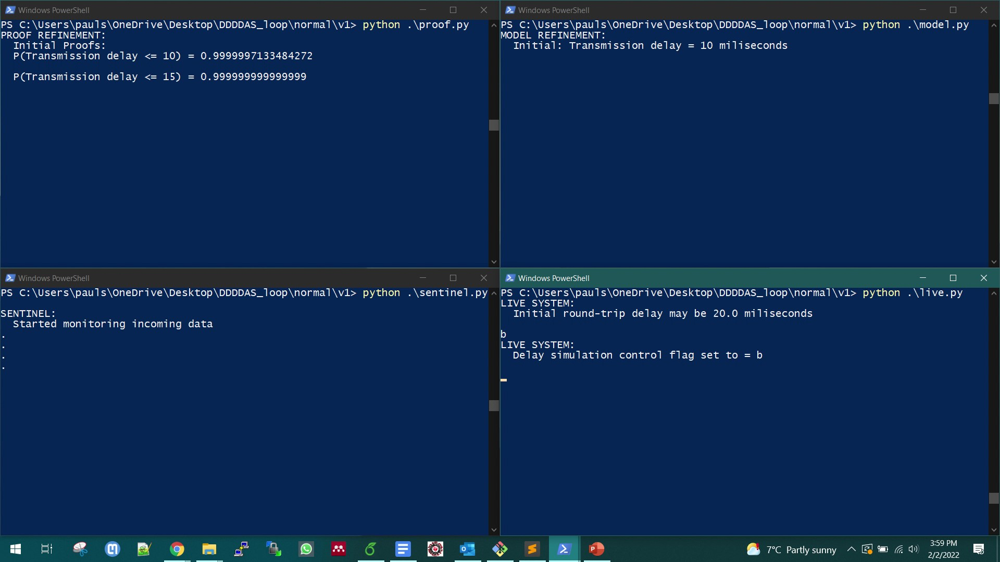 Windows PowerShell
PS C:\Users\pauls\OneDrive\Desktop\DDDDAS_loop\normal\v1> python .\proof.py
PROOF REFINEMENT:
Initial Proofs:
P(Transmission delay <= 10) = 0.9999997133484272
P(Transmission delay <= 15) = 0.999999999999999
Windows PowerShell
PS C:\Users\pauls\OneDrive\Desktop\DDDDAS_loop\normal\v1> python .\model.py
MODEL REFINEMENT:
Initial: Transmission delay = 10 miliseconds
Windows PowerShell
PS C:\Users\pauls\OneDrive\Desktop\DDDDAS_loop\normal\v1> python .\sentinel.py
SENTINEL:
Started monitoring incoming data
.
.
.
.
Windows PowerShell
PS C:\Users\pauls\OneDrive\Desktop\DDDDAS_loop\normal\v1> python .\live.py
LIVE SYSTEM:
Initial round-trip delay may be 20.0 miliseconds
b
LIVE SYSTEM:
Delay simulation control flag set to = b
7°C Partly sunny
3:59 PM
2/2/2022